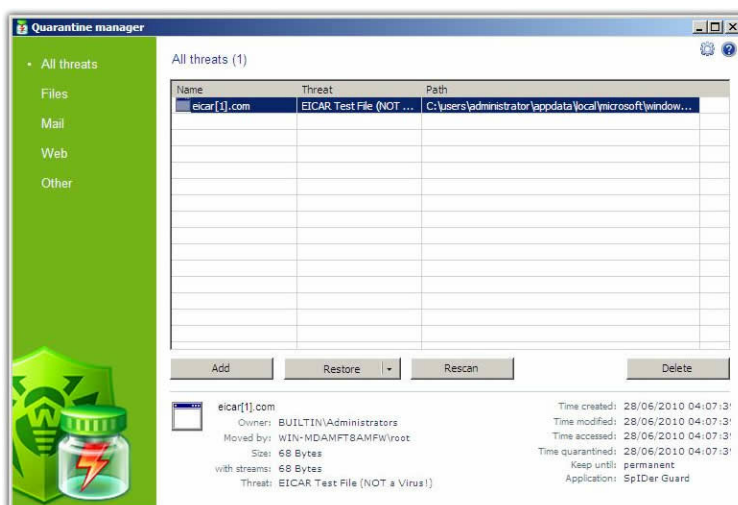 Quarantine manager
All threats
Files
Mail
Web
Other
All threats (1)
Name Threat Path
eicar[1].com EICAR Test File (NOT ... C:\users\administrator\appdata\local\microsoft\window...
Add Restore Rescan Delete
eicar[1].com
Owner: BUILTIN\Administrators
Moved by: WIN-MDAMFT8AMFW\root
Size: 68 Bytes
with streams: 68 Bytes
Threat: EICAR Test File (NOT a Virus!)
Time created: 28/06/2010 04:07:3
Time modified: 28/06/2010 04:07:3
Time accessed: 28/06/2010 04:07:3
Time quarantined: 28/06/2010 04:07:3
Keep until: permanent
Application: SpIDer Guard